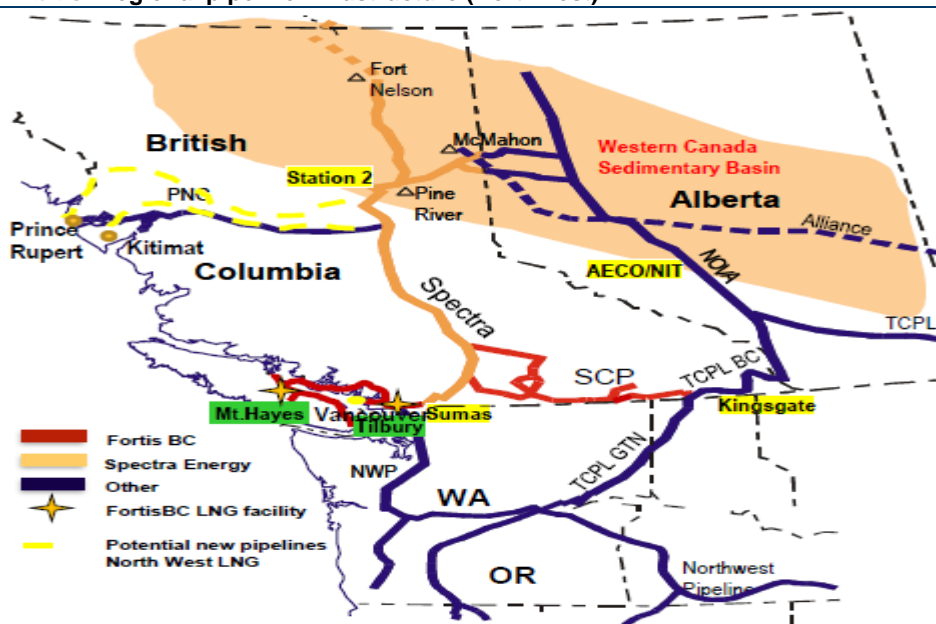 Fort
Nelson
McMahon
British
Western Canada
Sedimentary Basin
Station 2
Pine
River
PNG
Alberta
Alliance
Prince
Rupert
Kitimat
Columbia
AECO/NIT
NOVA
Spectra
TCPL
TCPL BC
SCP
Kingsgate
Mt.Hayes
Vancouver
Tilbury
Sumas
Fortis BC
Spectra Energy
Other
FortisBC LNG facility
Potential new pipelines
North West LNG
NWP
WA
TCPL GTN
OR
Northwest
Pipeline